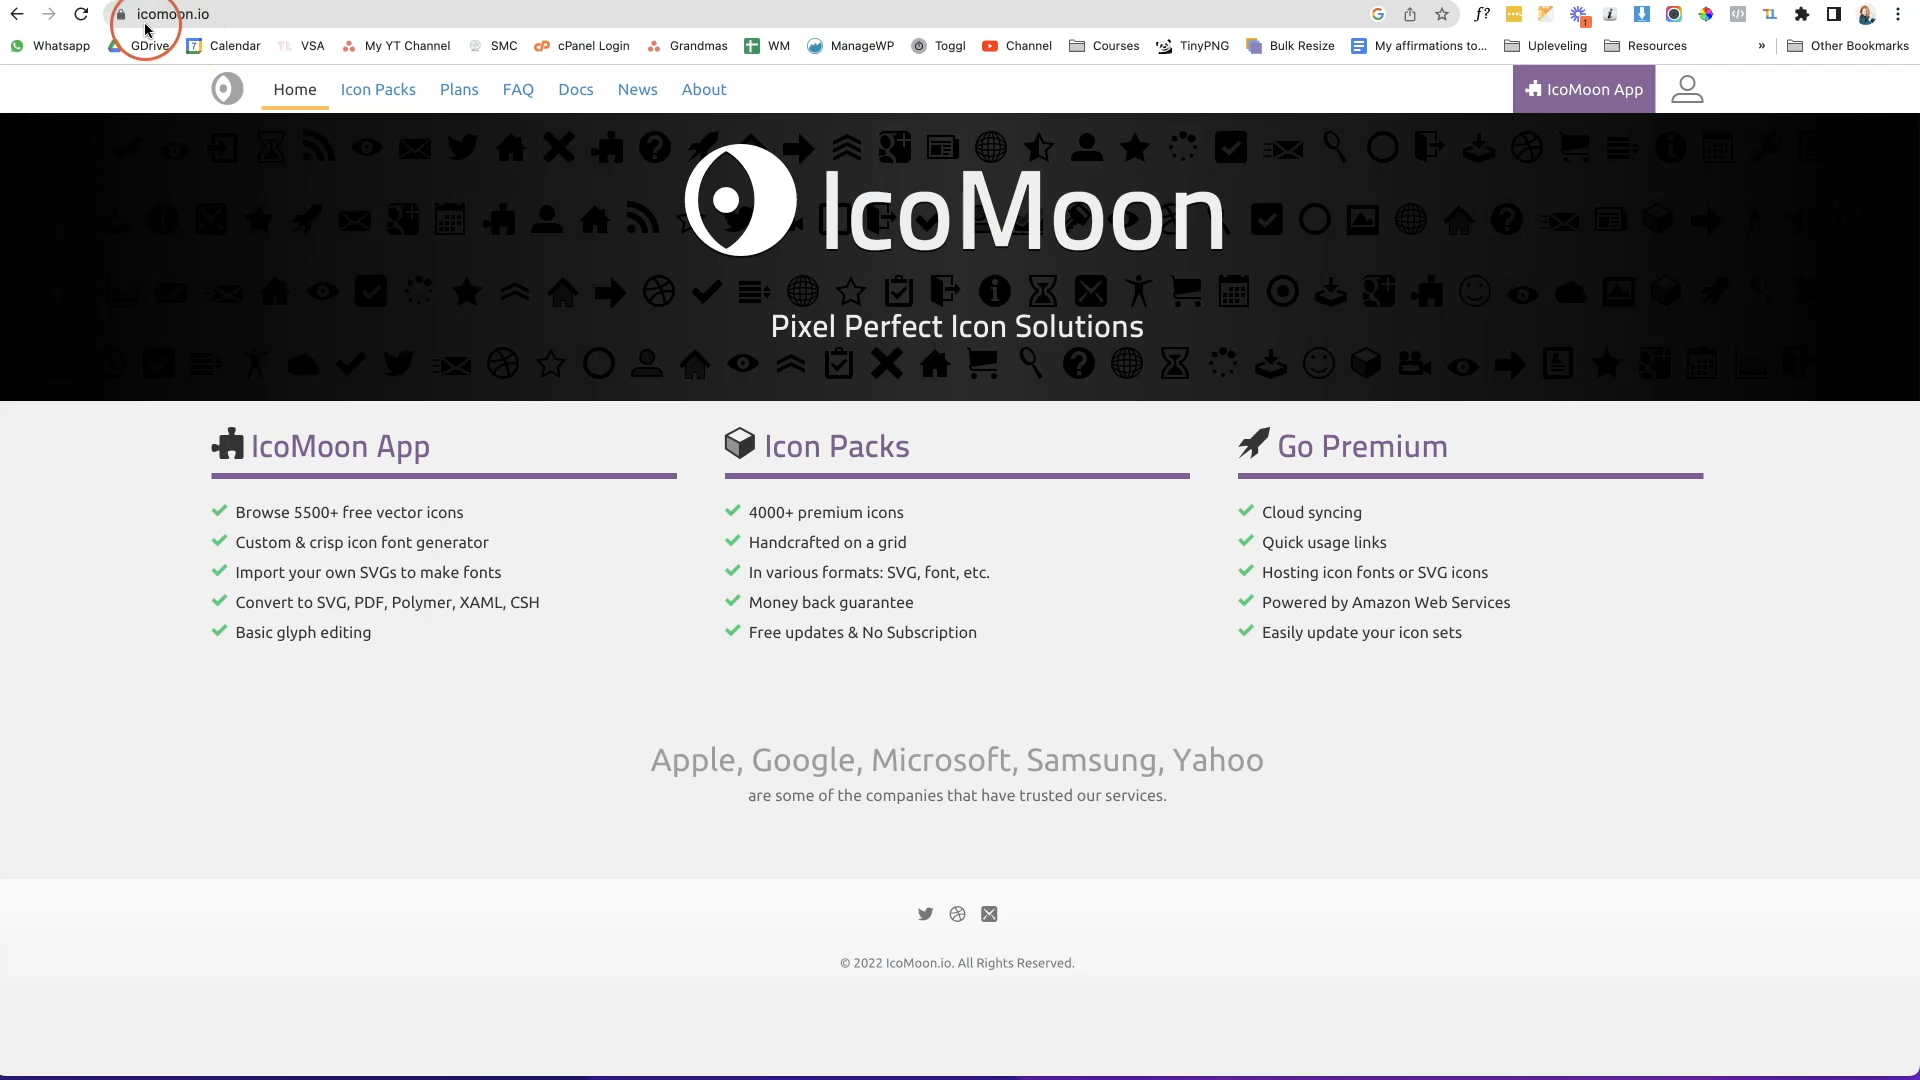 icomoon.io
Whatsapp GDrive Calendar TL VSA My YT Channel SMC cPanel Login Grandmas WM ManageWP Toggl Channel Courses TinyPNG Bulk Resize My affirmations to... Upleveling Resources » Other Bookmarks
Home Icon Packs Plans FAQ Docs News About IcoMoon App
IcoMoon
Pixel Perfect Icon Solutions
IcoMoon App
Browse 5500+ free vector icons
Custom & crisp icon font generator
Import your own SVGs to make fonts
Convert to SVG, PDF, Polymer, XAML, CSH
Basic glyph editing
Icon Packs
4000+ premium icons
Handcrafted on a grid
In various formats: SVG, font, etc.
Money back guarantee
Free updates & No Subscription
Go Premium
Cloud syncing
Quick usage links
Hosting icon fonts or SVG icons
Powered by Amazon Web Services
Easily update your icon sets
Apple, Google, Microsoft, Samsung, Yahoo
are some of the companies that have trusted our services.
© 2022 IcoMoon.io. All Rights Reserved.